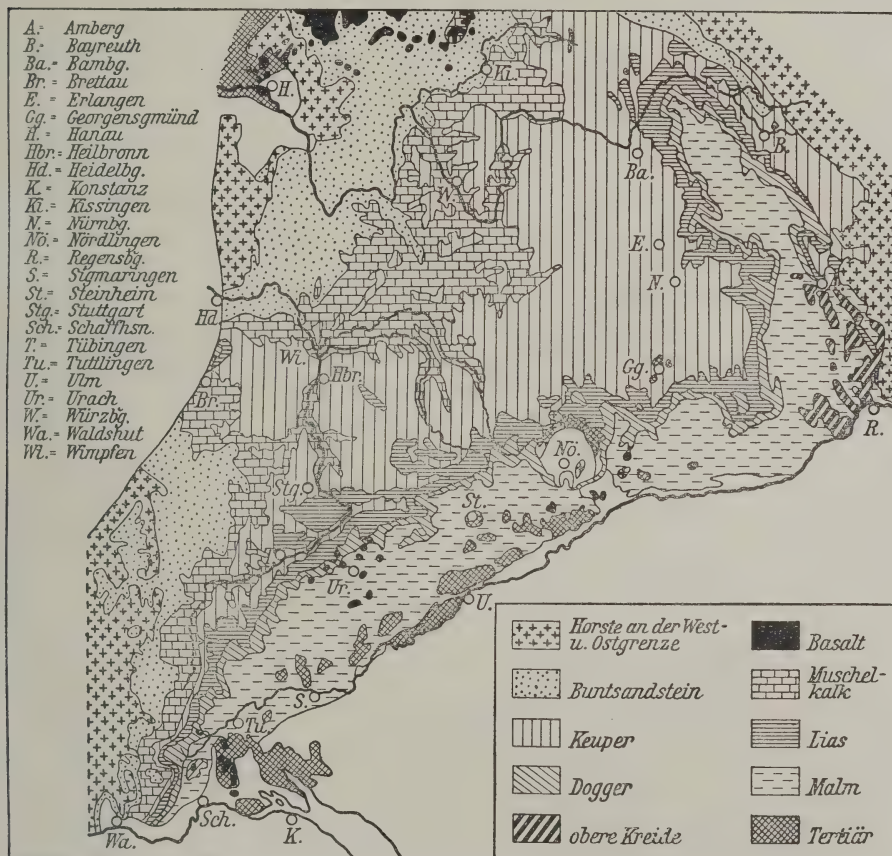 A.= Amberg
B.= Bayreuth
Ba.= Bambg.
Br.= Brettau
E.= Erlangen
Gg.= Georgensgmünd
H.= Hanau
Hbr.= Heilbronn
Hd.= Heidelbg.
K.= Konstanz
Ki.= Kissingen
N.= Nürnbg.
Nö.= Nördlingen
R.= Regensbg.
S.= Sigmaringen
St.= Steinheim
Stg.= Stuttgart
Sch.= Schaffhsn.
T.= Tübingen
Tu.= Tuttlingen
U.= Ulm
Ur.= Urach
W.= Würzbg.
Wa.= Waldshut
Wi.= Wimpfen
H.
Ki.
B.
Ba.
W.
E.
N.
Hd.
Wi.
Hbr.
Gg.
Br.
R.
Nö.
Stg.
St.
Ur.
U.
S.
Tu.
Sch.
K.
Wa.
Horste an der West-
u. Ostgrenze
Basalt
Buntsandstein
Muschel-
kalk
Keuper
Lias
Dogger
Malm
obere Kreide
Tertiär